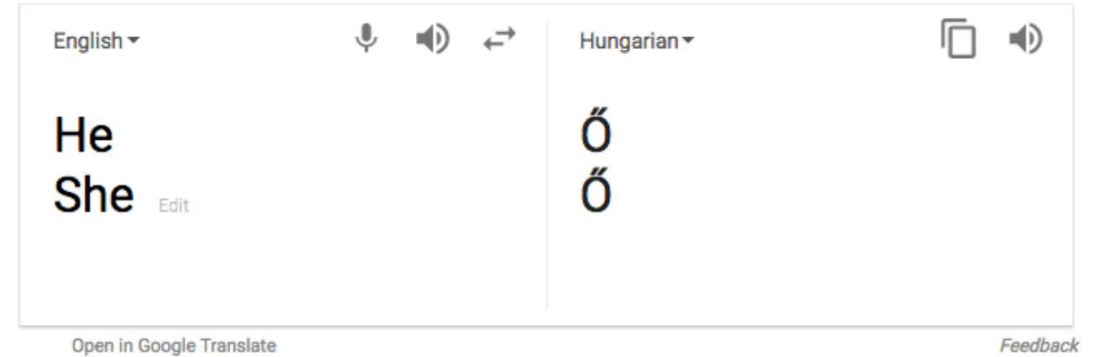 English Hungarian
He Ő
She Edit Ő
Open in Google Translate Feedback